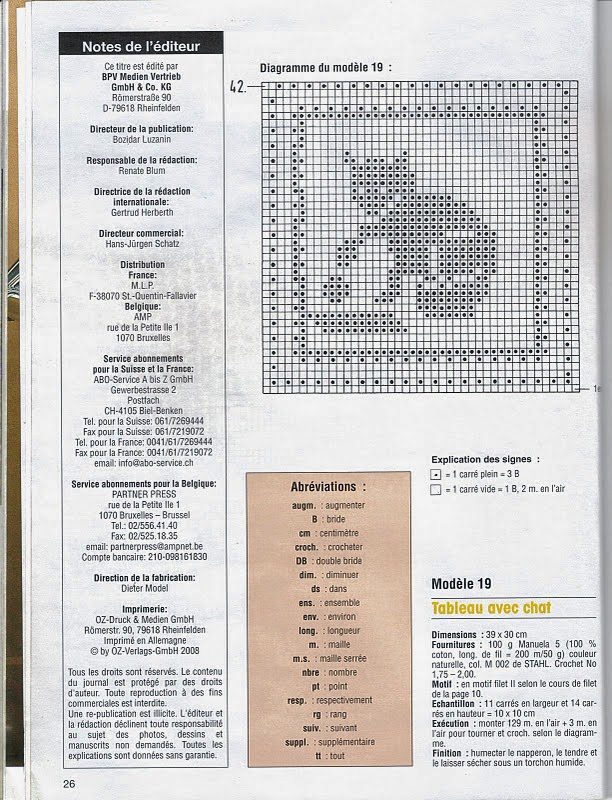 Notes de l'éditeur
Ce titre est édité par
BPV Medien Vertrieb
GmbH & Co. KG
Römerstraße 90
D-79618 Rheinfelden
Directeur de la publication:
Bozidar Luzanin
Responsable de la rédaction:
Renate Blum
Directrice de la rédaction
internationale:
Gertrud Herberth
Directeur commercial:
Hans-Jürgen Schatz
Distribution
France:
M.L.P.
F-38070 St.-Quentin-Fallavier
Belgique:
AMP
rue de la Petite Ile 1
1070 Bruxelles
Service abonnements
pour la Suisse et la France:
ABO-Service A bis Z GmbH
Gewerbestrasse 2
Postfach
CH-4105 Biel-Benken
Tel. pour la Suisse: 061/7269444
Fax pour la Suisse: 061/7219072
Tel. pour la France: 0041/61/7269444
Fax pour la France: 0041/61/7219072
email: info@abo-service.ch
Service abonnements pour la Belgique:
PARTNER PRESS
rue de la Petite Ile 1
1070 Bruxelles – Brussel
Tel.: 02/556.41.40
Fax: 02/525.18.35
email: partnerpress@ampnet.be
Compte bancaire: 210-098161830
Direction de la fabrication:
Dieter Model
Imprimerie:
OZ-Druck & Medien GmbH
Römerstr. 90, 79618 Rheinfelden
Imprimé en Allemagne
© by OZ-Verlags-GmbH 2008
Tous les droits sont réservés. Le contenu
du journal est protégé par des droits
d'auteur. Toute reproduction à des fins
commerciales est interdite.
Une re-publication est illicite. L'éditeur et
la rédaction déclinent toute responsabilité
au sujet des photos, dessins et
manuscrits non demandés. Toutes les
explications sont données sans garantie.
26
Diagramme du modèle 19 :
42.
1e
Abréviations :
augm. : augmenter
B : bride
cm : centimètre
croch. : crocheter
DB : double bride
dim. : diminuer
ds : dans
ens. : ensemble
env. : environ
long. : longueur
m. : maille
m.s. : maille serrée
nbre : nombre
pt : point
resp. : respectivement
rg : rang
suiv. : suivant
suppl. : supplémentaire
tt : tout
Explication des signes :
= 1 carré plein = 3 B
= 1 carré vide = 1 B, 2 m. en l'air
Modèle 19
Tableau avec chat
Dimensions : 39 x 30 cm
Fournitures : 100 g Manuela 5 (100 %
coton, long. de fil = 200 m/50 g) couleur
naturelle, col. M 002 de STAHL. Crochet No
1,75 – 2,00.
Motif : en motif filet II selon le cours de filet
de la page 10.
Echantillon : 11 carrés en largeur et 14 car-
rés en hauteur = 10 x 10 cm
Exécution : monter 129 m. en l'air + 3 m. en
l'air pour tourner et croch. selon le diagram-
me.
Finition : humecter le napperon, le tendre et
le laisser sécher sous un torchon humide.